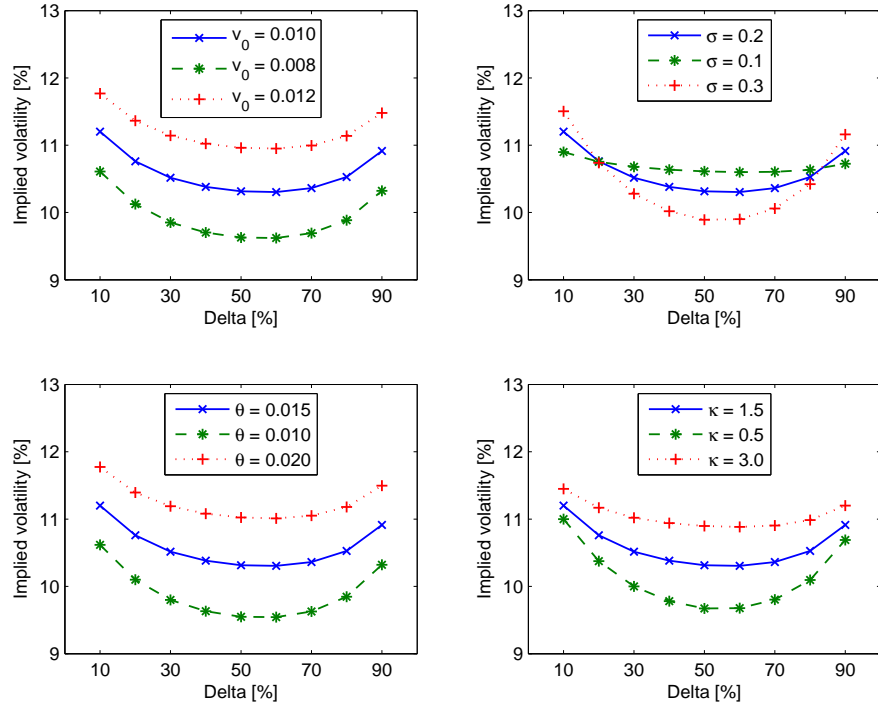 13
12
11
10
9
Implied volatility [%]
v0 = 0.010
v0 = 0.008
v0 = 0.012
10 30 50 70 90
Delta [%]
13
12
11
10
9
Implied volatility [%]
σ = 0.2
σ = 0.1
σ = 0.3
10 30 50 70 90
Delta [%]
13
12
11
10
9
Implied volatility [%]
θ = 0.015
θ = 0.010
θ = 0.020
10 30 50 70 90
Delta [%]
13
12
11
10
9
Implied volatility [%]
κ = 1.5
κ = 0.5
κ = 3.0
10 30 50 70 90
Delta [%]